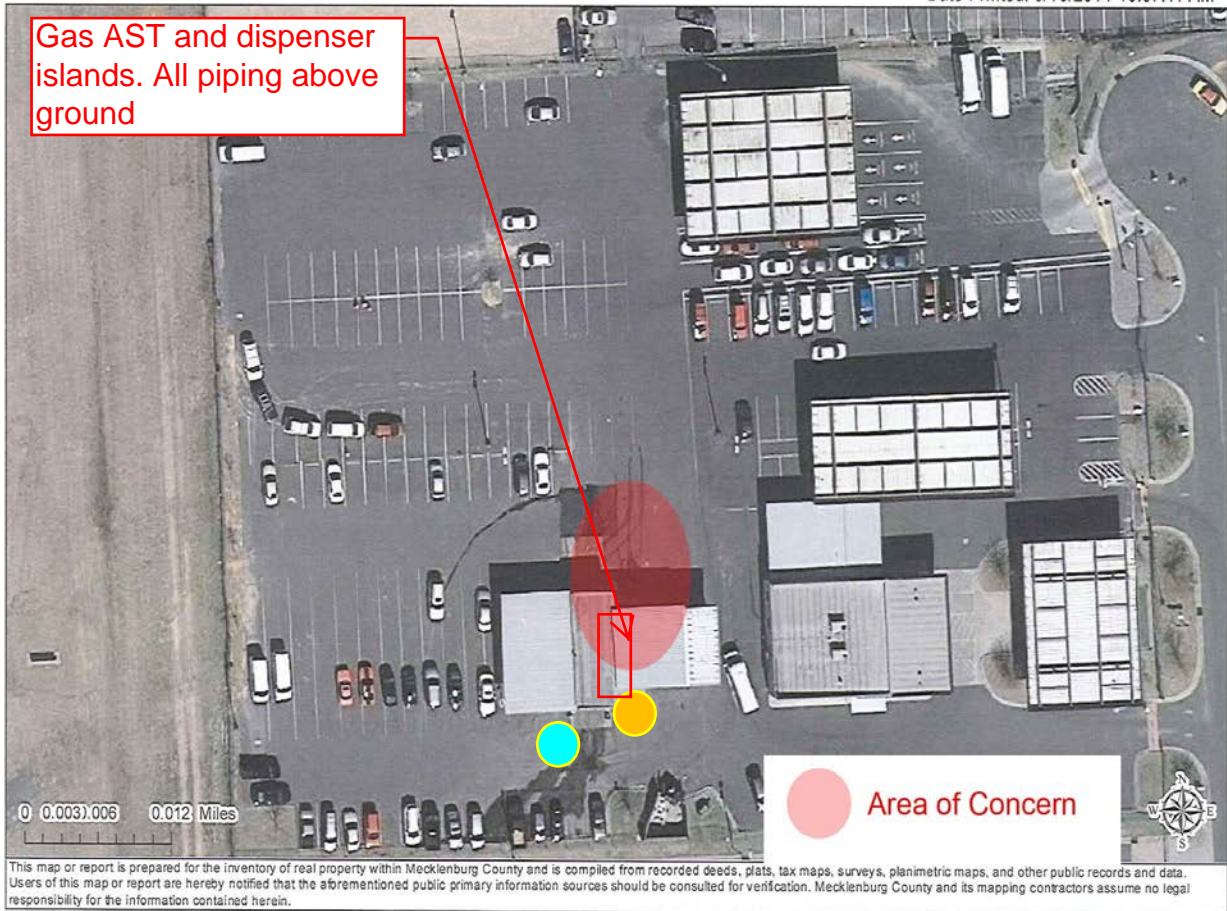 Gas AST and dispenser
islands. All piping above
ground
0 0.003).006 0.012 Miles
Area of Concern
N
W E
S
This map or report is prepared for the inventory of real property within Mecklenburg County and is compiled from recorded deeds, plats, tax maps, surveys, planimetric maps, and other public records and data.
Users of this map or report are hereby notified that the aforementioned public primary information sources should be consulted for verification. Mecklenburg County and its mapping contractors assume no legal
responsibility for the information contained herein.